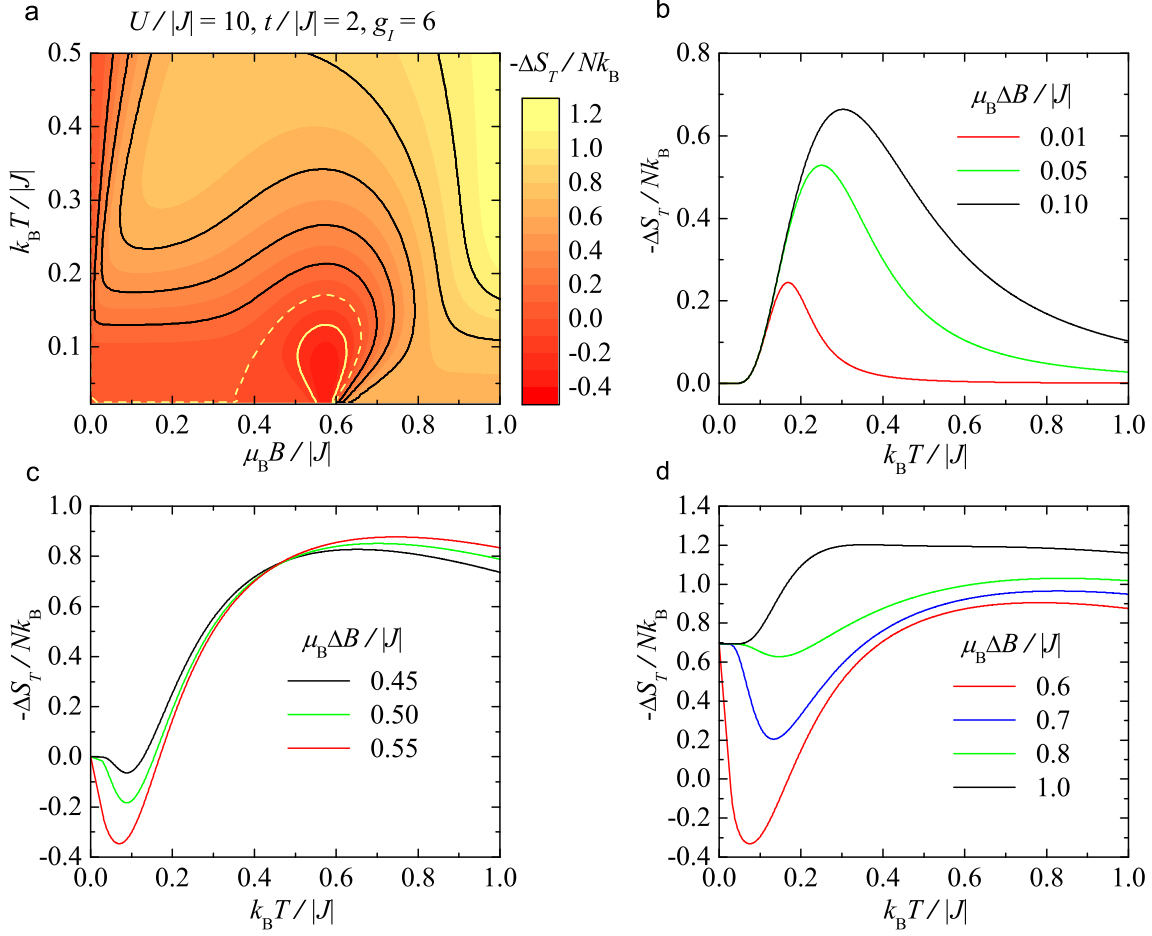 a
U / |J| = 10, t / |J| = 2, g_I = 6
-ΔS_T / Nk_B
0.5
0.4
0.3
0.2
0.1
k_B T / |J|
0.0 0.2 0.4 0.6 0.8 1.0
μ_B B / |J|
1.2
1.0
0.8
0.6
0.4
0.2
0.0
-0.2
-0.4
b
0.8
0.6
0.4
0.2
0.0
-ΔS_T / Nk_B
μ_B ΔB / |J|
0.01
0.05
0.10
0.0 0.2 0.4 0.6 0.8 1.0
k_B T / |J|
c
1.0
0.8
0.6
0.4
0.2
0.0
-0.2
-0.4
-ΔS_T / Nk_B
μ_B ΔB / |J|
0.45
0.50
0.55
0.0 0.2 0.4 0.6 0.8 1.0
k_B T / |J|
d
1.4
1.2
1.0
0.8
0.6
0.4
0.2
0.0
-0.2
-0.4
-ΔS_T / Nk_B
μ_B ΔB / |J|
0.6
0.7
0.8
1.0
0.0 0.2 0.4 0.6 0.8 1.0
k_B T / |J|